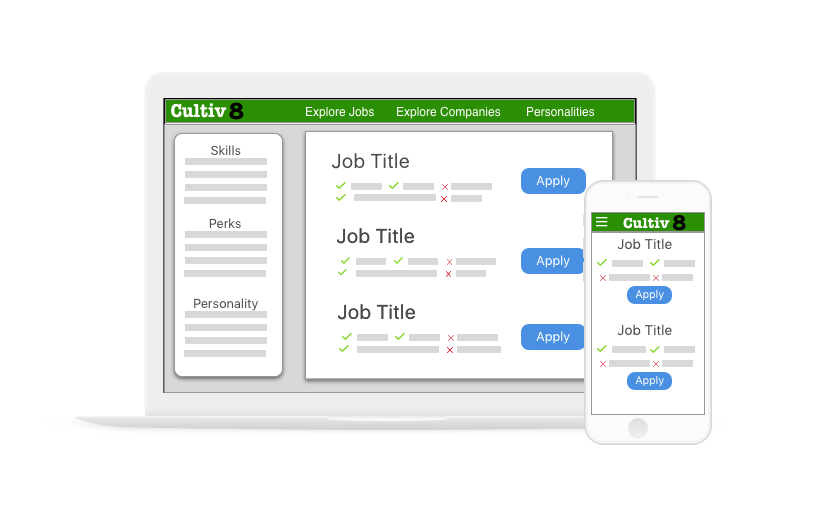 Cultiv8 Explore Jobs Explore Companies Personalities
Skills
Perks
Personality
Job Title
Apply
Job Title
Apply
Job Title
Apply
Cultiv8
Job Title
Apply
Job Title
Apply